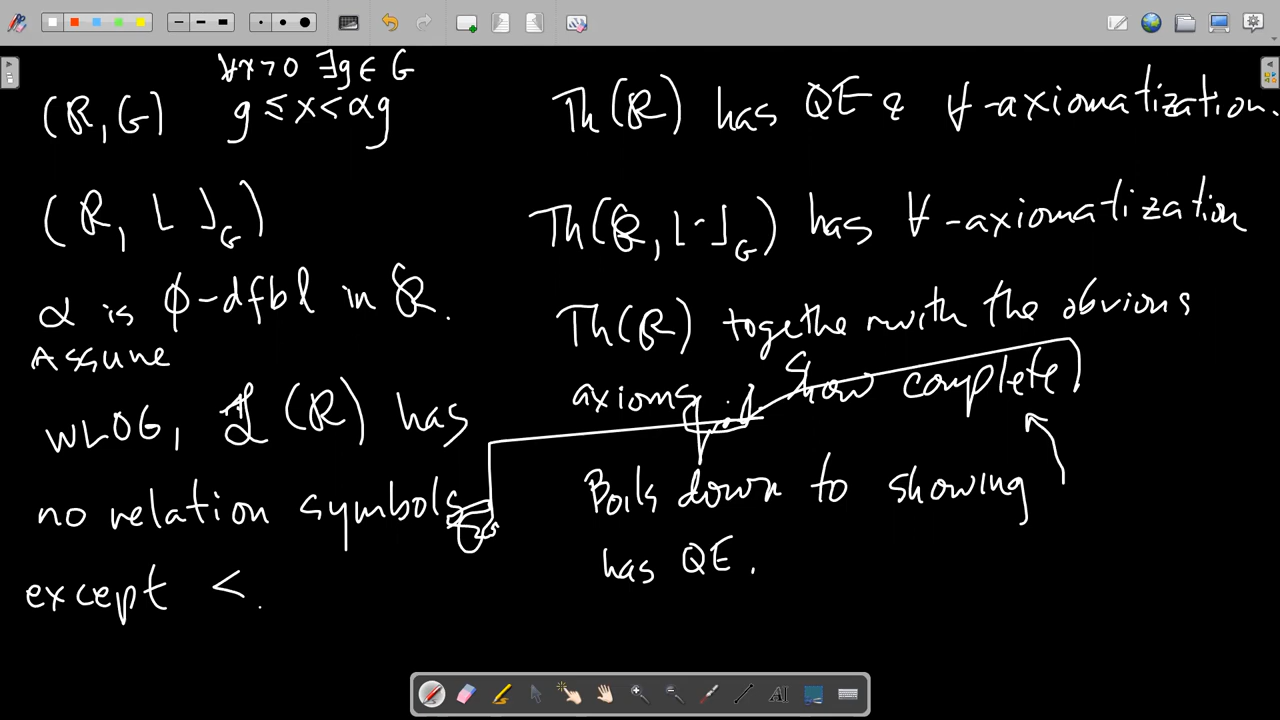 ∀x>0 ∃g∈G
(ℝ, G) g ≤ x < αg
(ℝ, ⌊ ⌋_G)
α is ∅-dfbl in ℝ.
Assume
WLOG, ℒ(ℝ) has
no relation symbols
except <.
Th(ℝ) has QE & ∀-axiomatization.
Th(ℝ, ⌊·⌋_G) has ∀-axiomatization
Th(ℝ) together with the obvious
axioms Show complete
Boils down to showing
has QE.